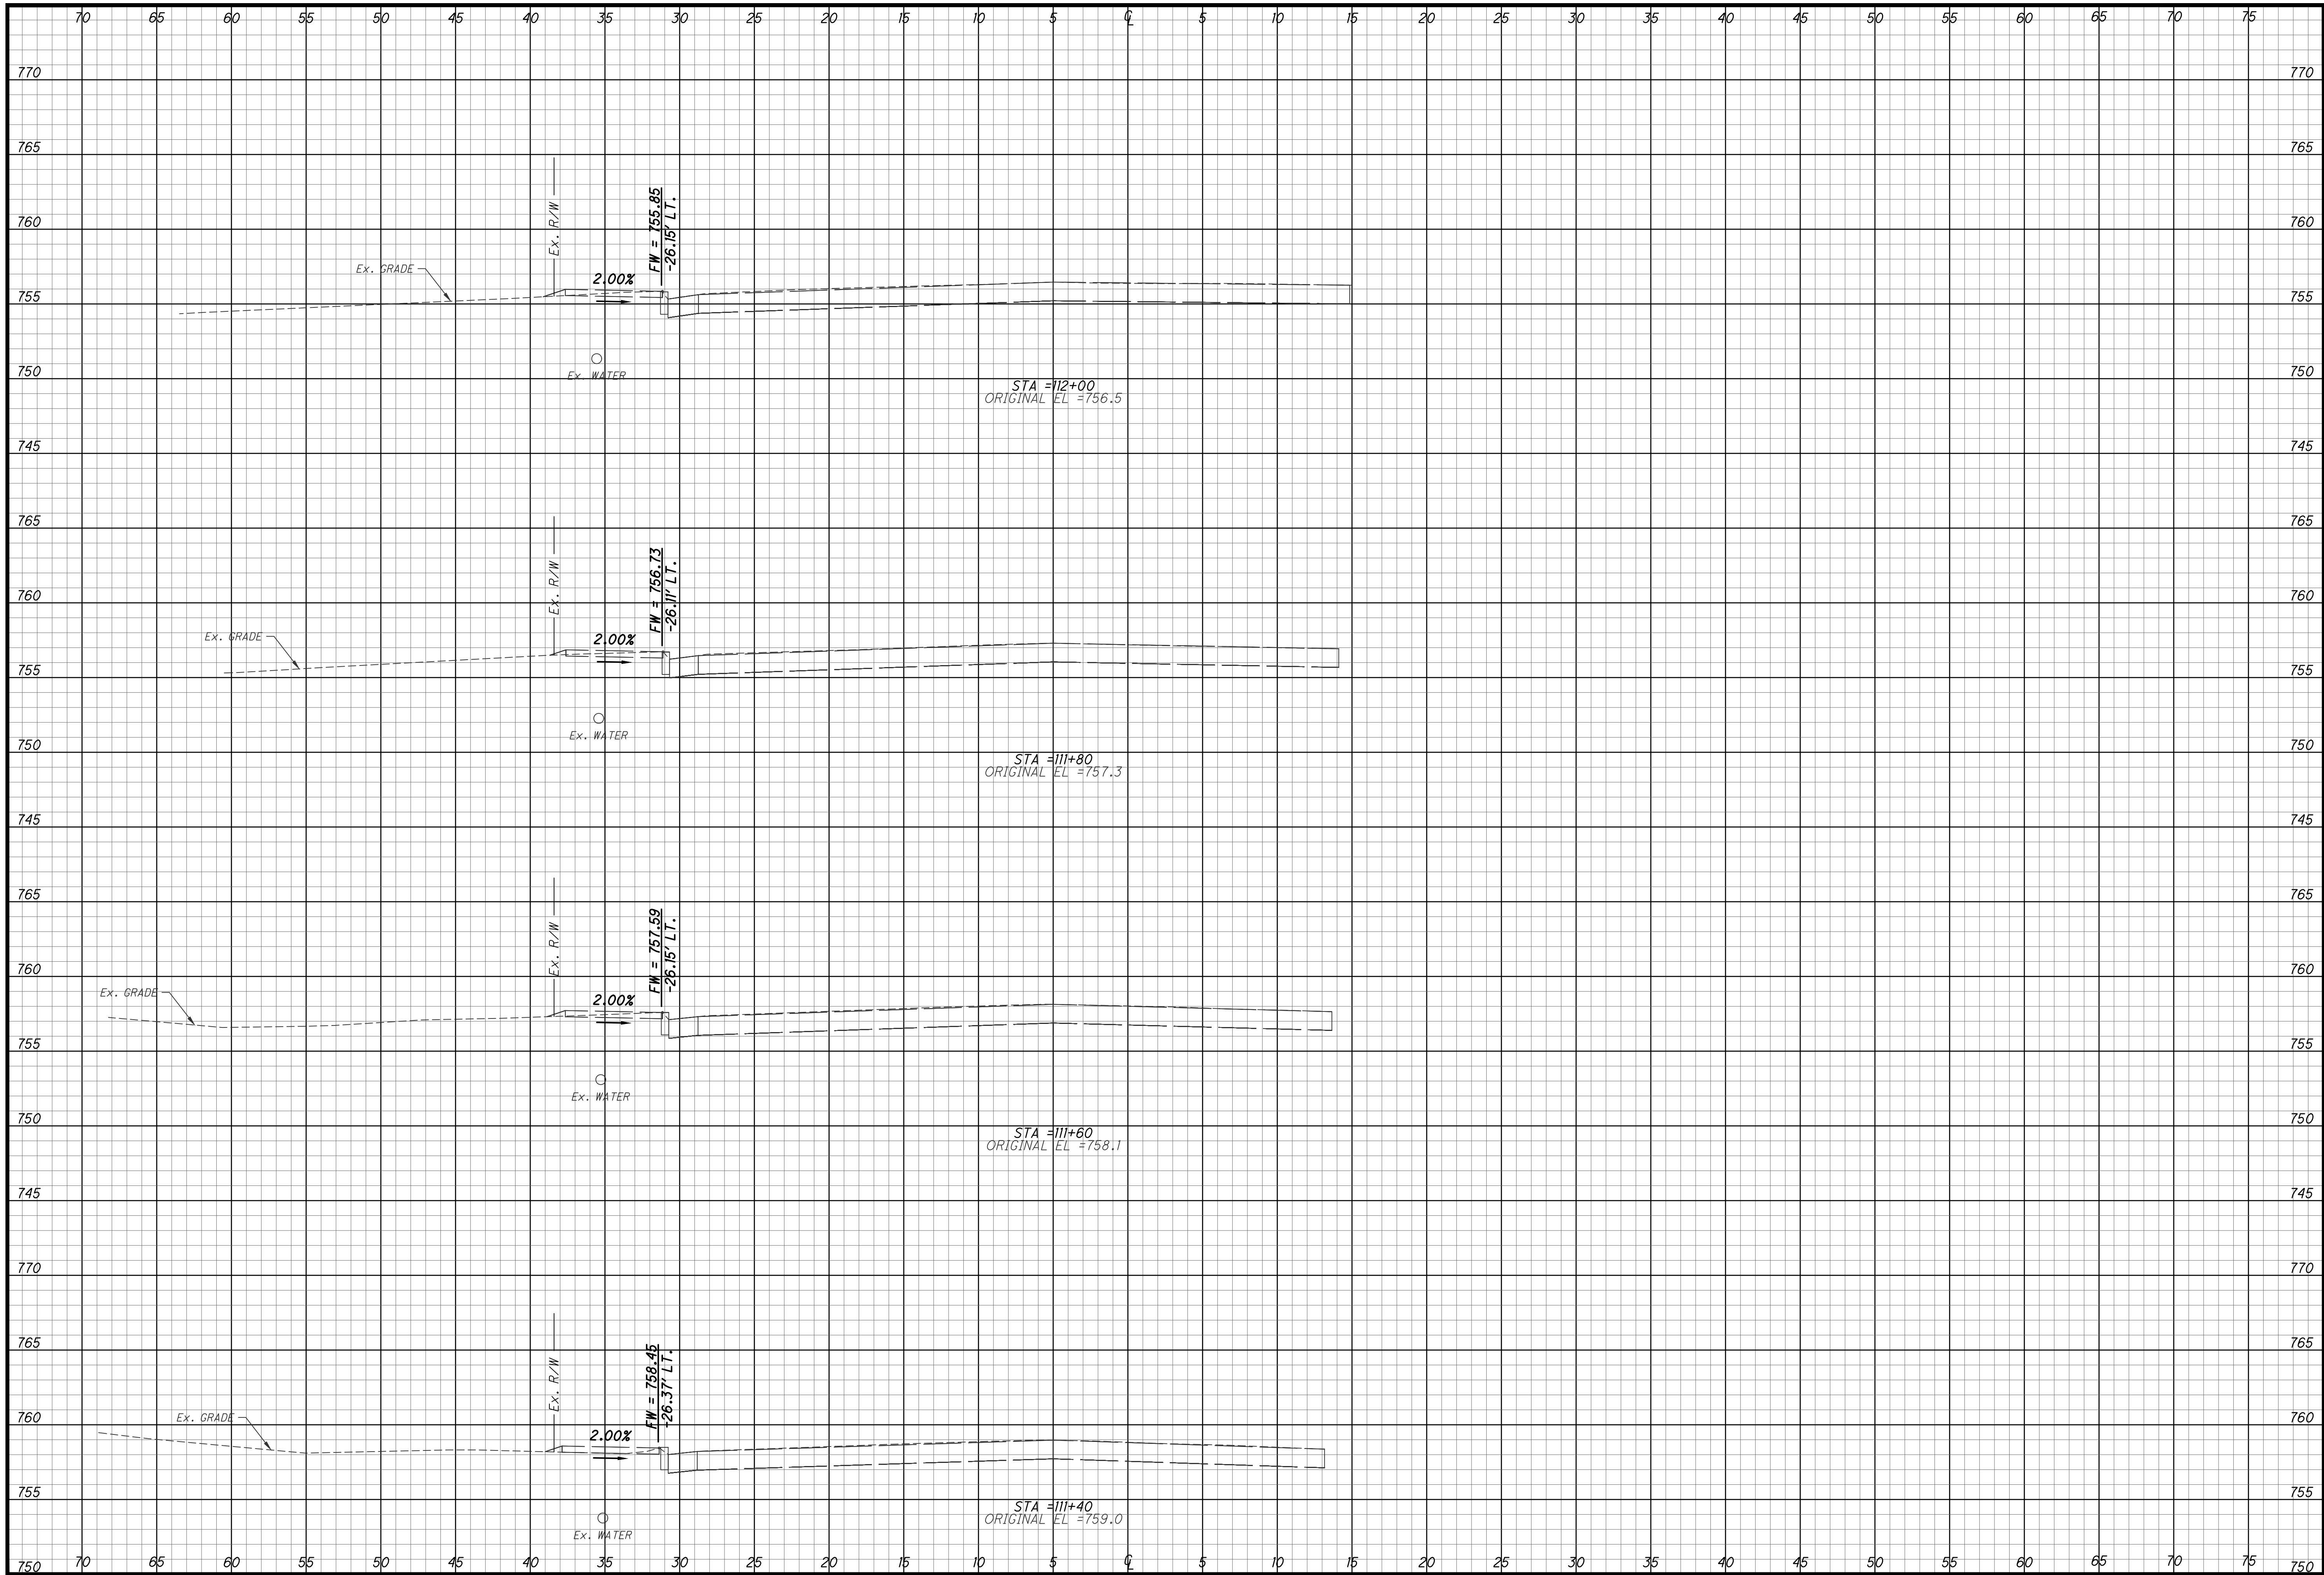 70 65 60 55 50 45 40 35 30 25 20 15 10 5 ℄ 5 10 15 20 25 30 35 40 45 50 55 60 65 70 75
770 770
765 765
Ex. R/W
FW = 755.85
-26.15' LT.
760 760
Ex. GRADE
2.00%
755 755
Ex. WATER
750 750
STA =112+00
ORIGINAL EL =756.5
745 745
765 765
Ex. R/W
FW = 756.73
-26.11' LT.
760 760
Ex. GRADE
2.00%
755 755
Ex. WATER
750 750
STA =111+80
ORIGINAL EL =757.3
745 745
765 765
Ex. R/W
FW = 757.59
-26.15' LT.
760 760
Ex. GRADE
2.00%
755 755
Ex. WATER
750 750
STA =111+60
ORIGINAL EL =758.1
745 745
770 770
765 765
Ex. R/W
FW = 758.45
-26.37' LT.
760 760
Ex. GRADE
2.00%
755 755
STA =111+40
ORIGINAL EL =759.0
Ex. WATER
750 70 65 60 55 50 45 40 35 30 25 20 15 10 5 ℄ 5 10 15 20 25 30 35 40 45 50 55 60 65 70 75 750